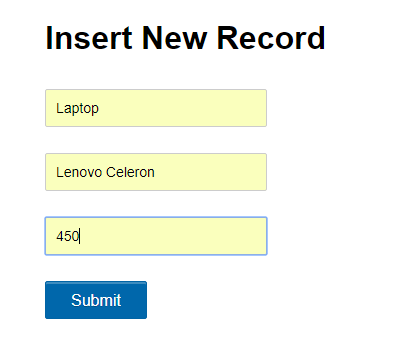 Insert New Record
Laptop
Lenovo Celeron
450
Submit